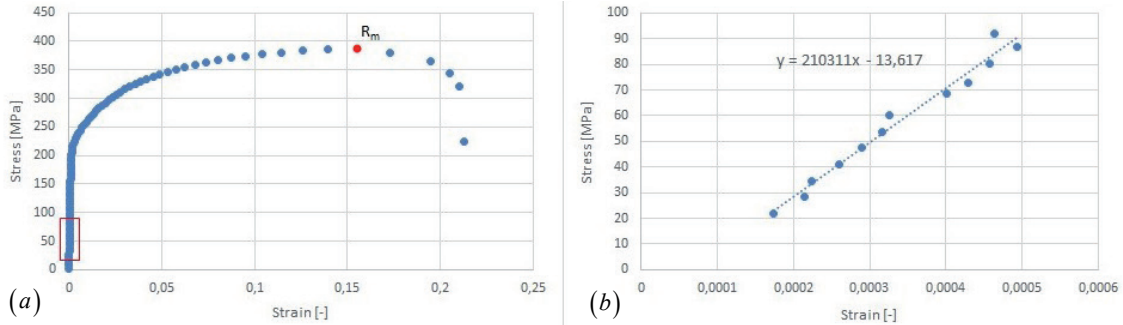 450
400
350
300
250
200
150
100
50
0
Stress [MPa]
R_m
0 0,05 0,1 0,15 0,2 0,25
Strain [-]
(a)
100
90
80
70
60
50
40
30
20
10
0
Stress [MPa]
y = 210311x - 13,617
0 0,0001 0,0002 0,0003 0,0004 0,0005 0,0006
Strain [-]
(b)